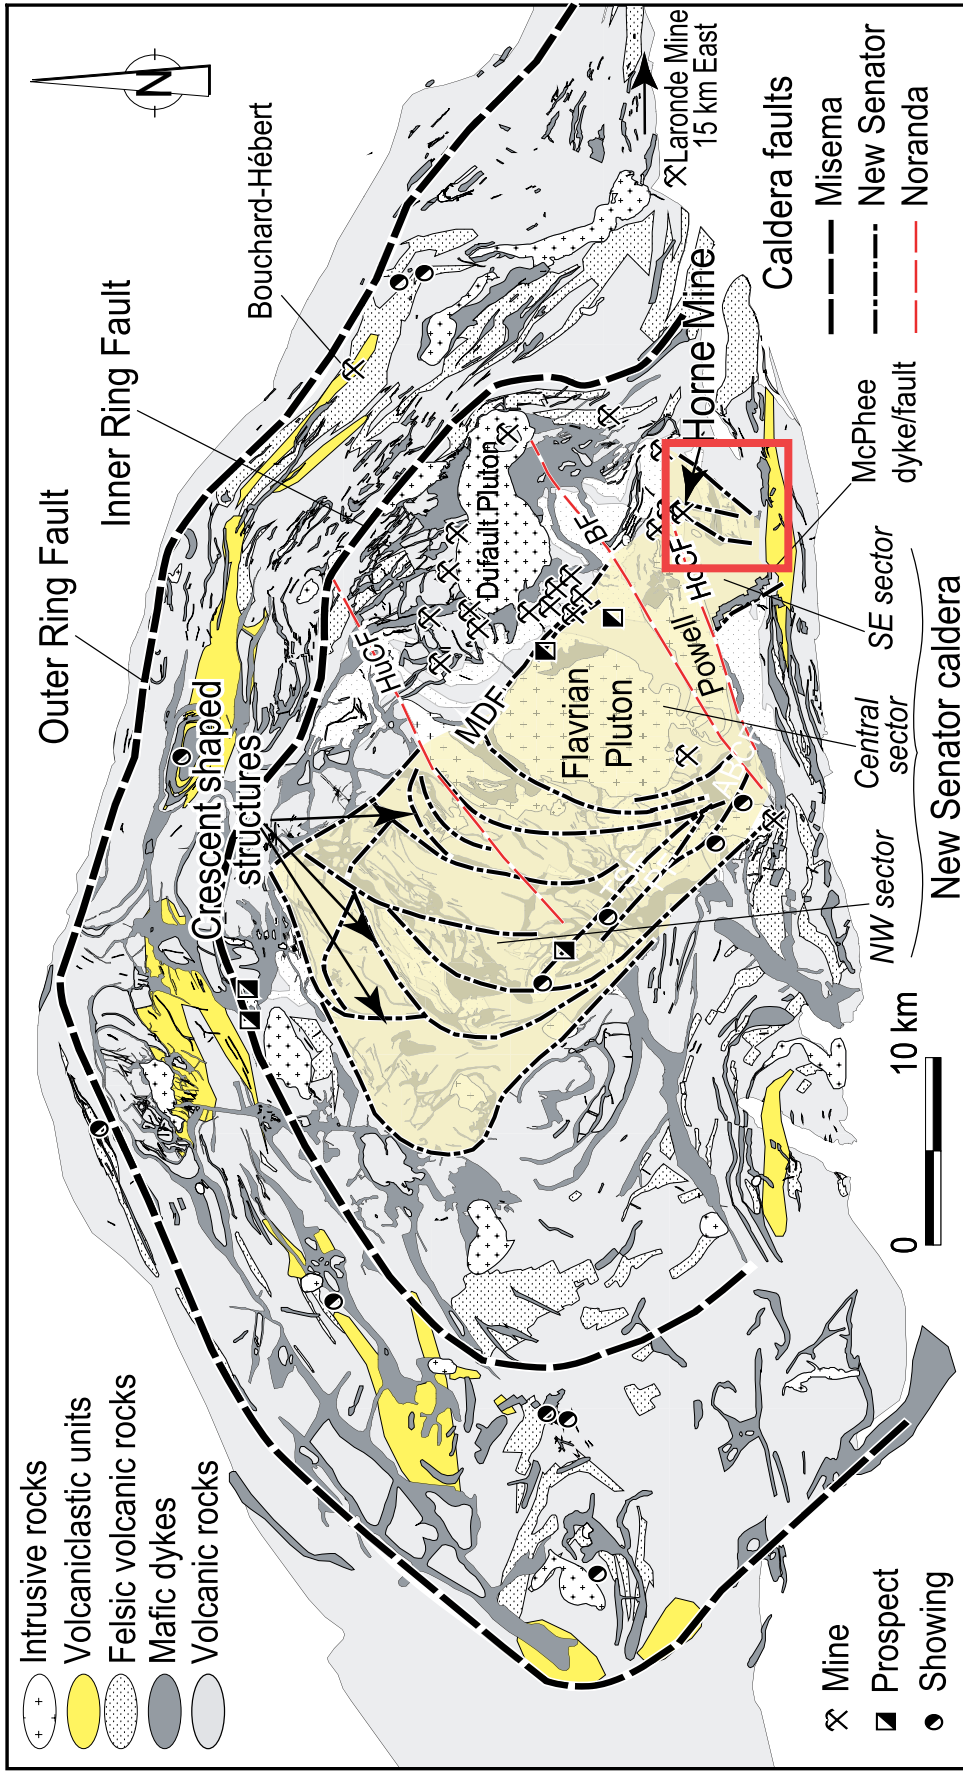 Intrusive rocks
Volcaniclastic units
Felsic volcanic rocks
Mafic dykes
Volcanic rocks
Outer Ring Fault
Inner Ring Fault
Bouchard-Hébert
N
Crescent shaped
structures
HuCF
MDF
Dufault Pluton
BF
Flavrian
Pluton
Powell
HoCF
Horne Mine
Laronde Mine
15 km East
Mine
Prospect
Showing
0
10 km
NW sector
Central
sector
SE sector
New Senator caldera
McPhee
dyke/fault
Caldera faults
Misema
New Senator
Noranda